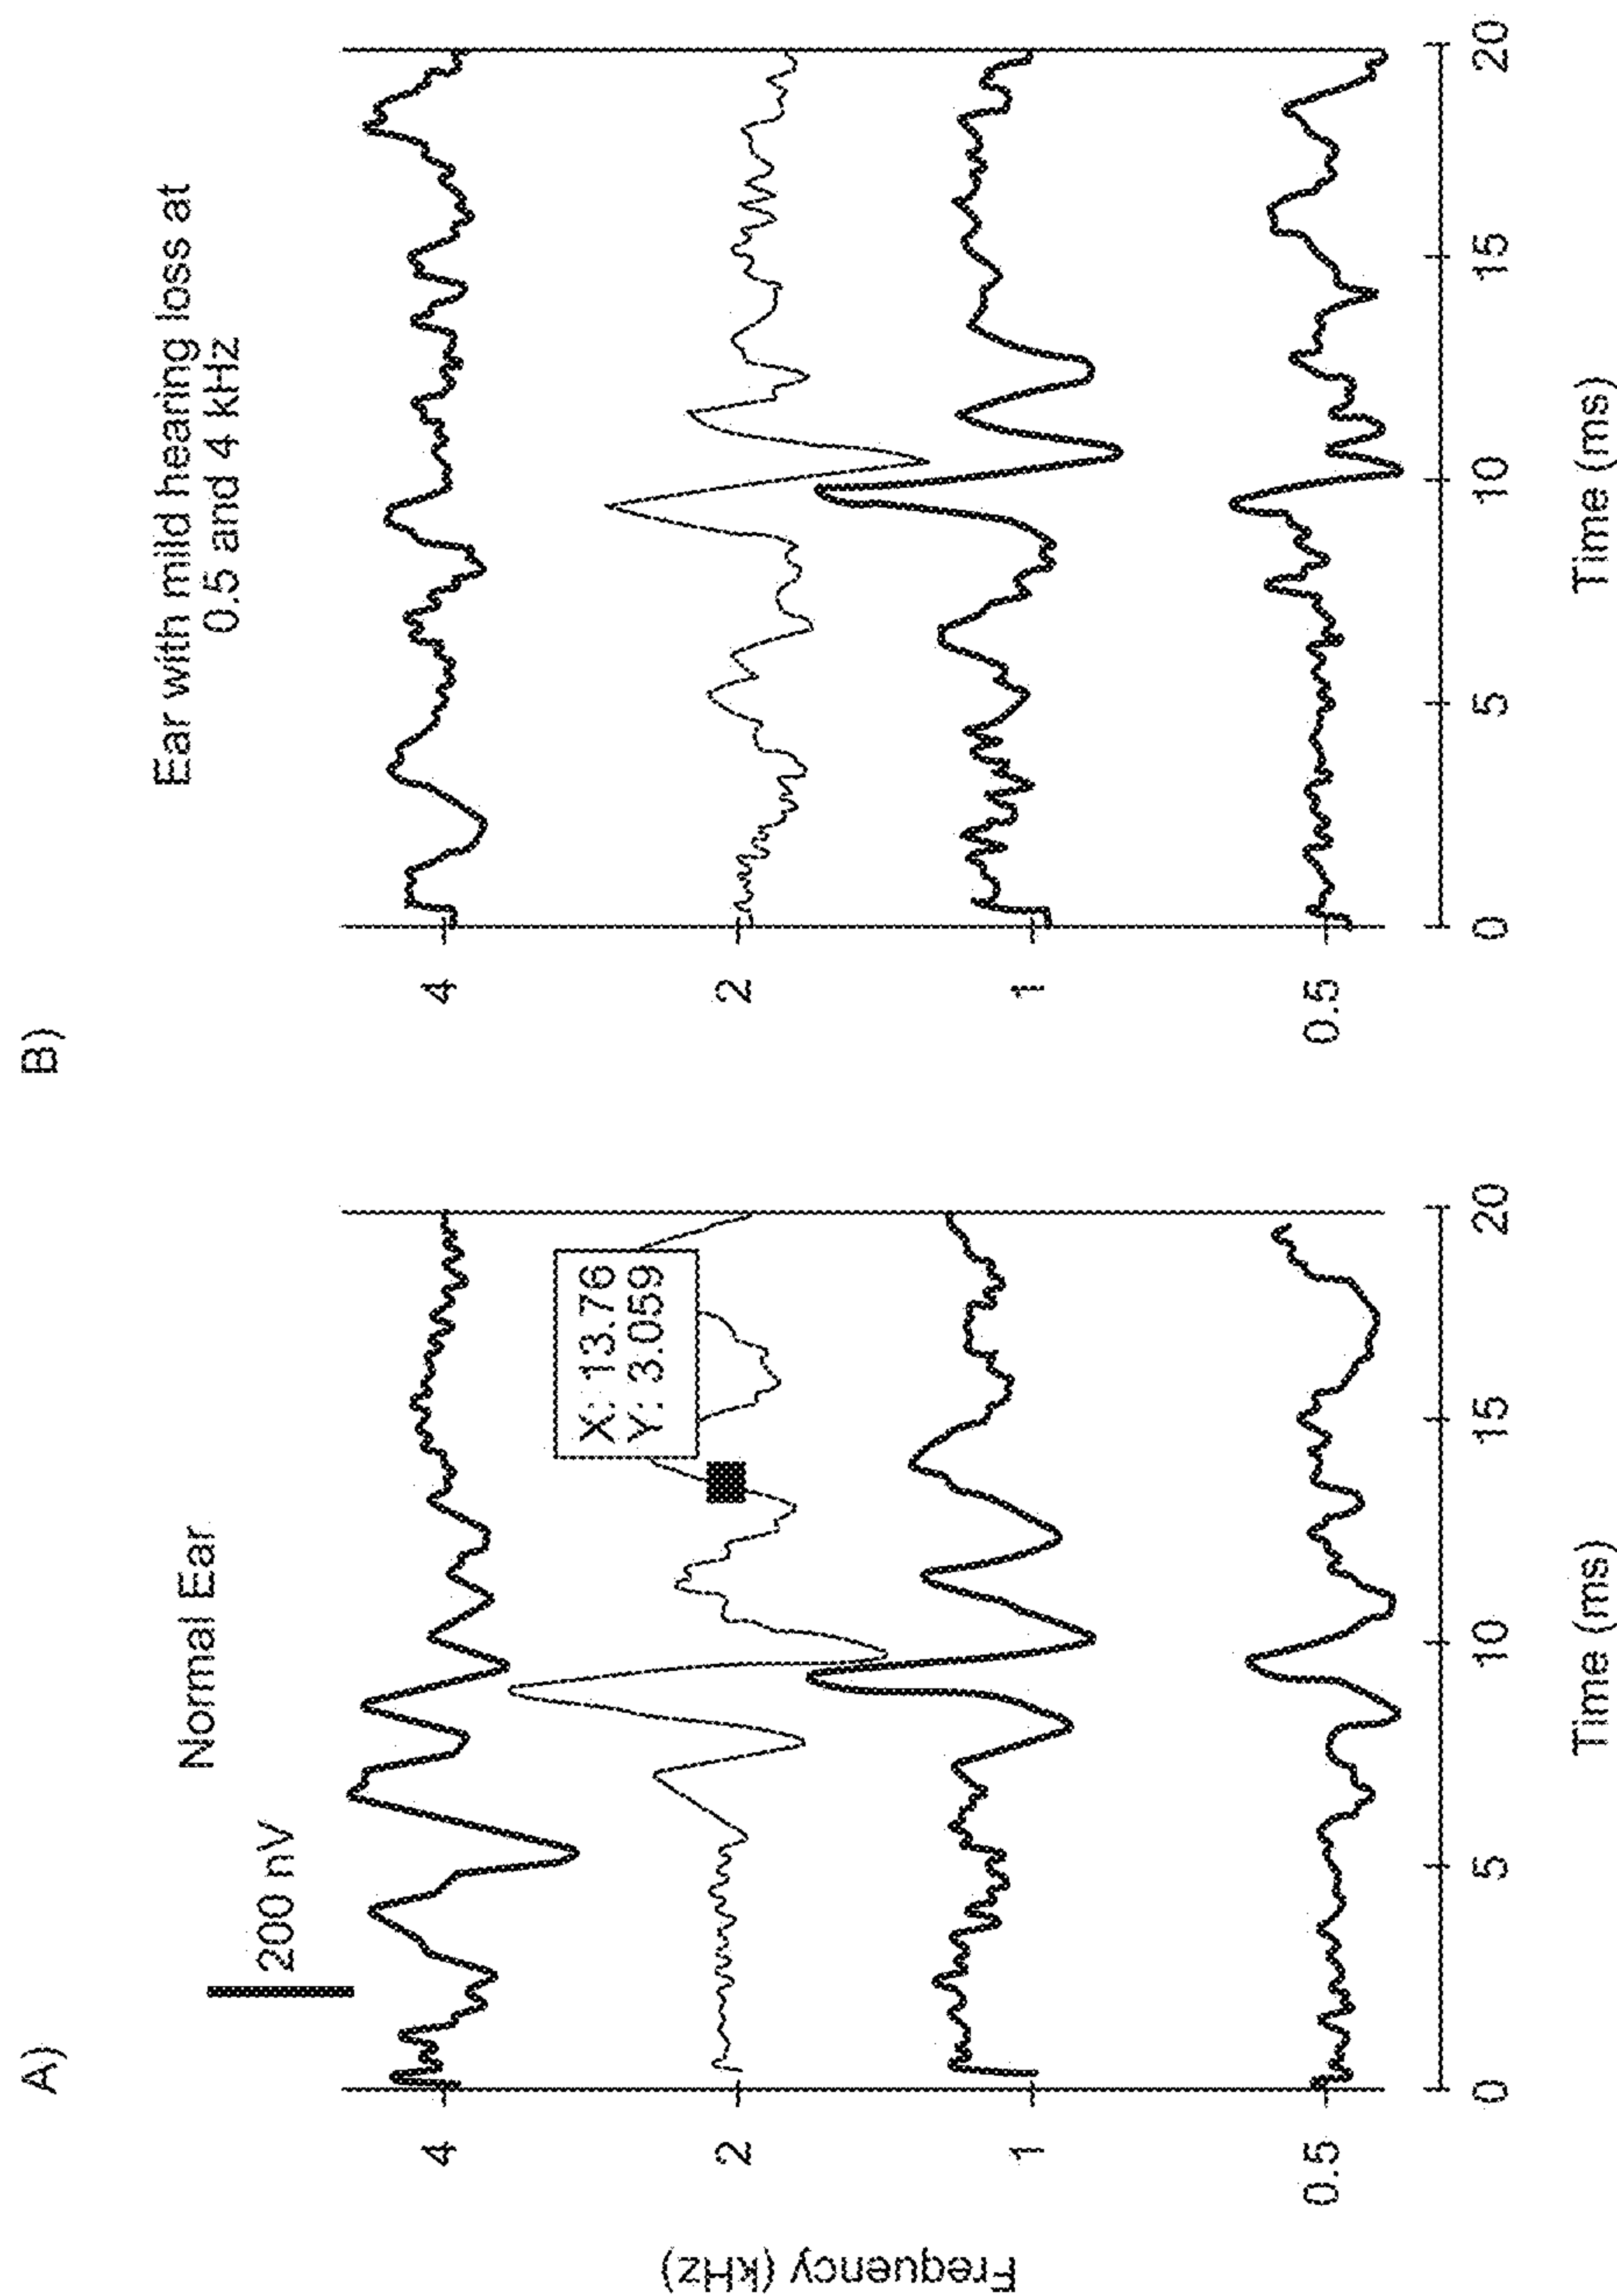 A)
Normal Ear
200 nV
4
2
1
0.5
Frequency (kHz)
X: 13.76
Y: 3.059
0
5
10
15
20
Time (ms)
B)
Ear with mild hearing loss at
0.5 and 4 kHz
4
2
1
0.5
0
5
10
15
20
Time (ms)